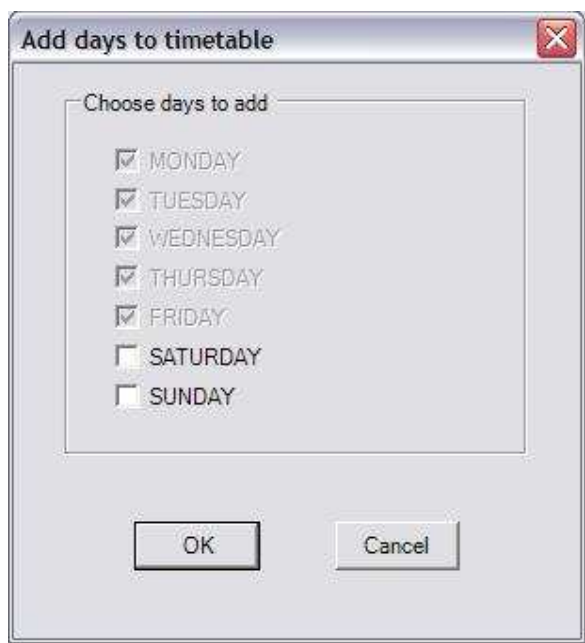 Add days to timetable
Choose days to add
MONDAY
TUESDAY
WEDNESDAY
THURSDAY
FRIDAY
SATURDAY
SUNDAY
OK Cancel